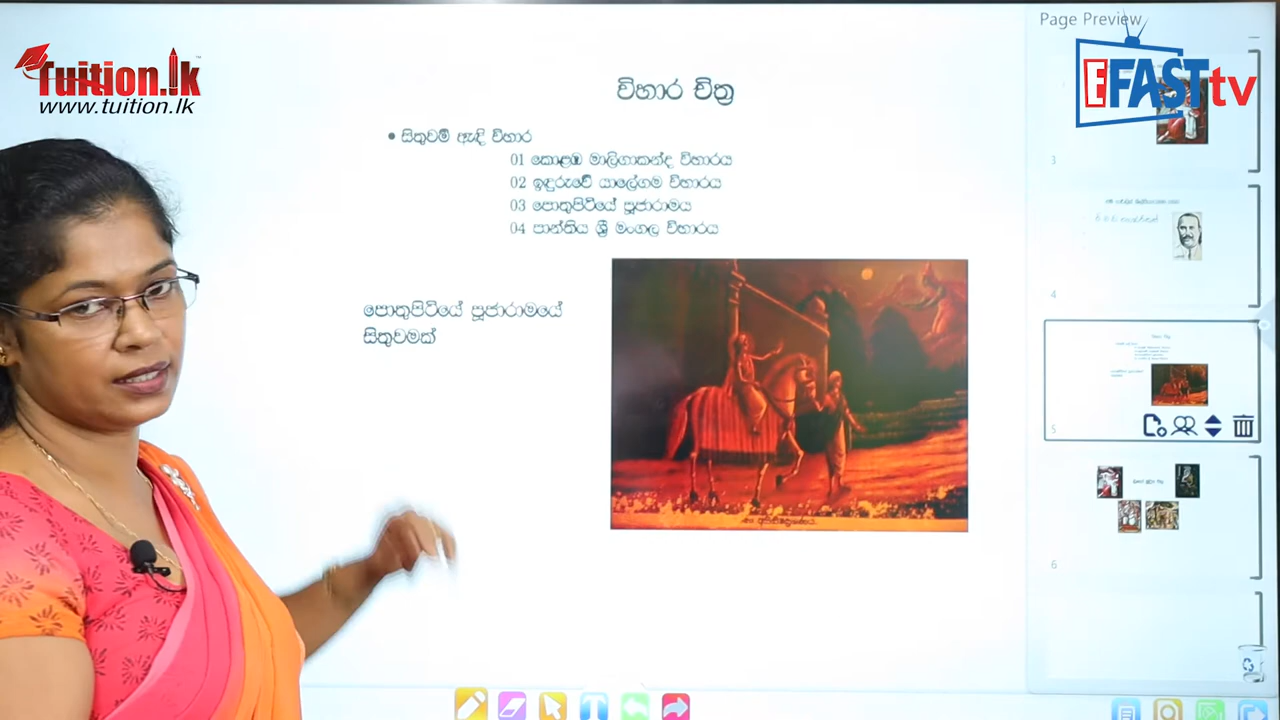 Tuition.lk
www.tuition.lk
Page Preview
EFAST tv
විහාර චිත්‍ර
• සිතුවම් ඇඳි විහාර
01 කොළඹ මාලිගාකන්ද විහාරය
02 ඉඳුරුවේ යාලේගම විහාරය
03 පොතුපිටියේ පූජාරාමය
04 පාන්තිය ශ්‍රී මංගල විහාරය
පොතුපිටියේ පූජාරාමයේ
සිතුවමක්
3
4
5
6